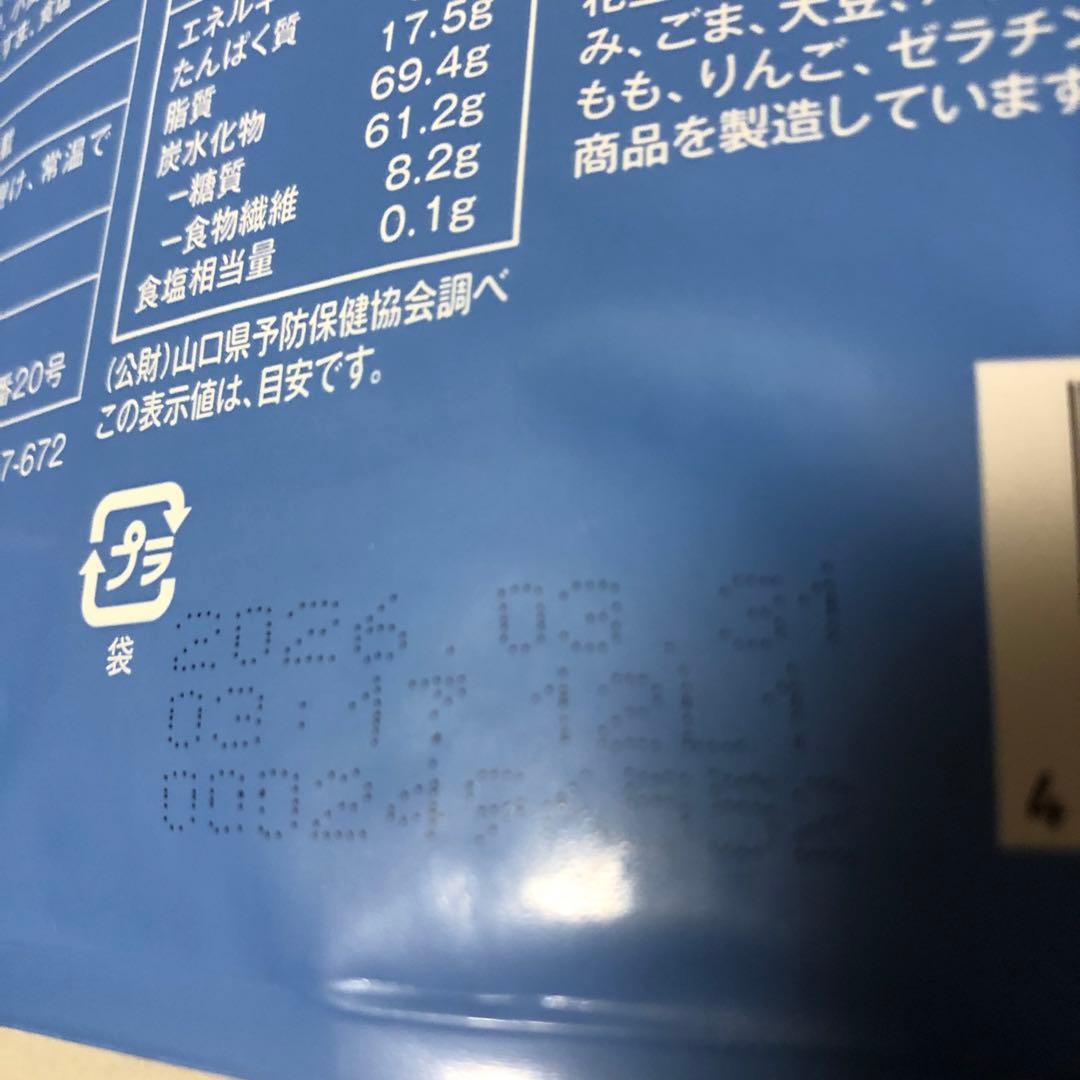 エネルギ
たんぱく質
脂質
炭水化物
ー糖質
ー食物繊維
食塩相当量
17.5g
69.4g
61.2g
8.2g
0.1g
(公財)山口県予防保健協会調べ
この表示値は、目安です。
み、ごま、大豆、
もも、りんご、ゼラチン
商品を製造しています
け、常温で
番20号
7-672
プラ
袋
2026.03.31
03:17 12L1
4